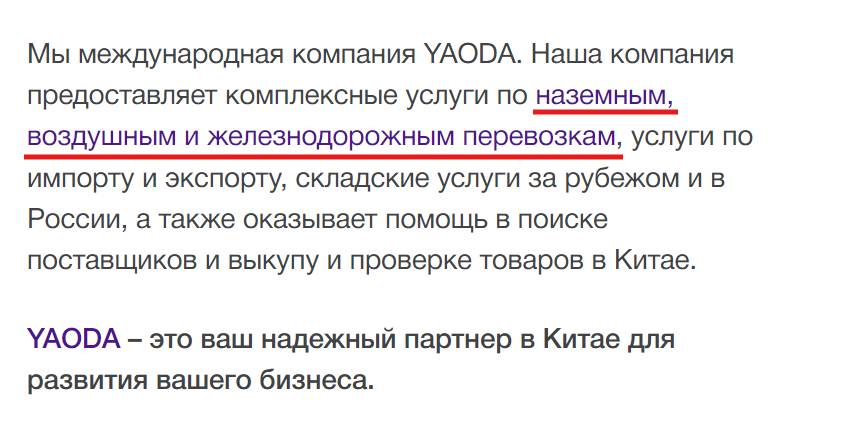 Мы международная компания YAODA. Наша компания
предоставляет комплексные услуги по наземным,
воздушным и железнодорожным перевозкам, услуги по
импорту и экспорту, складские услуги за рубежом и в
России, а также оказывает помощь в поиске
поставщиков и выкупу и проверке товаров в Китае.
YAODA – это ваш надежный партнер в Китае для
развития вашего бизнеса.